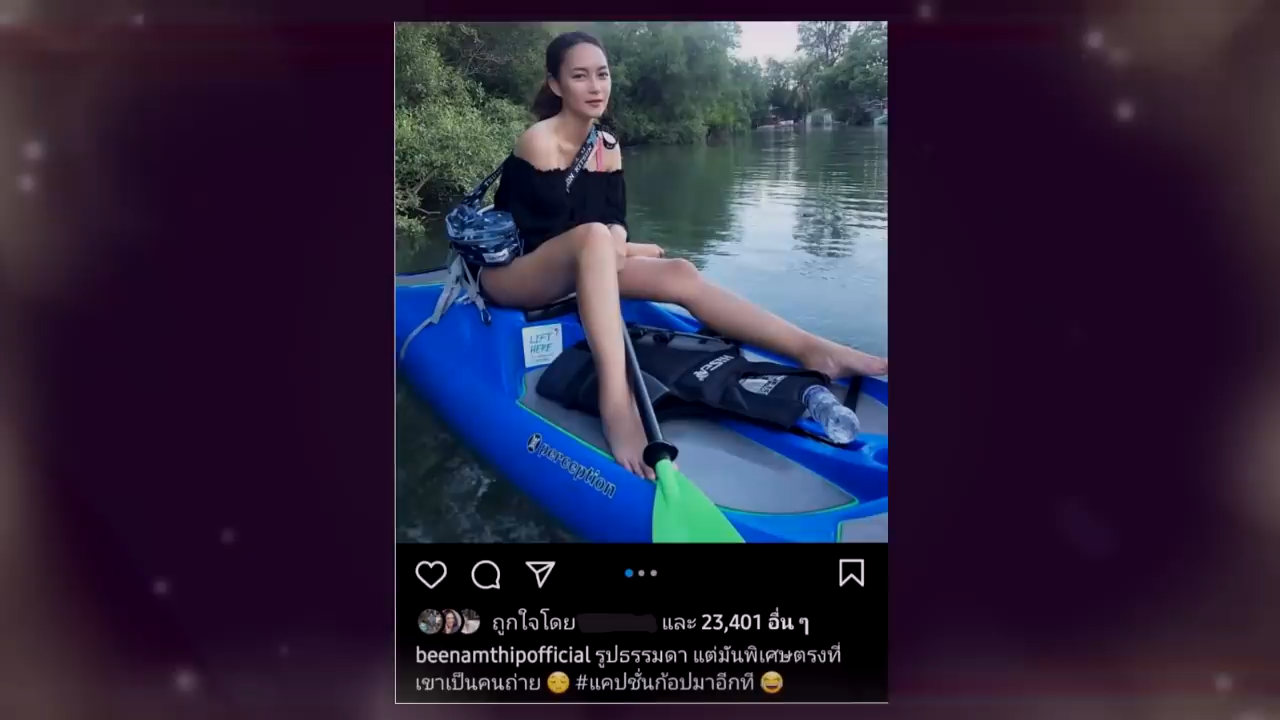 LIFT
HERE
perception
ถูกใจโดย และ 23,401 อื่น ๆ
beenamthipofficial รูปธรรมดา แต่มันพิเศษตรงที่
เขาเป็นคนถ่าย 😚 #แคปชั่นก๊อปมาอีกที 😂